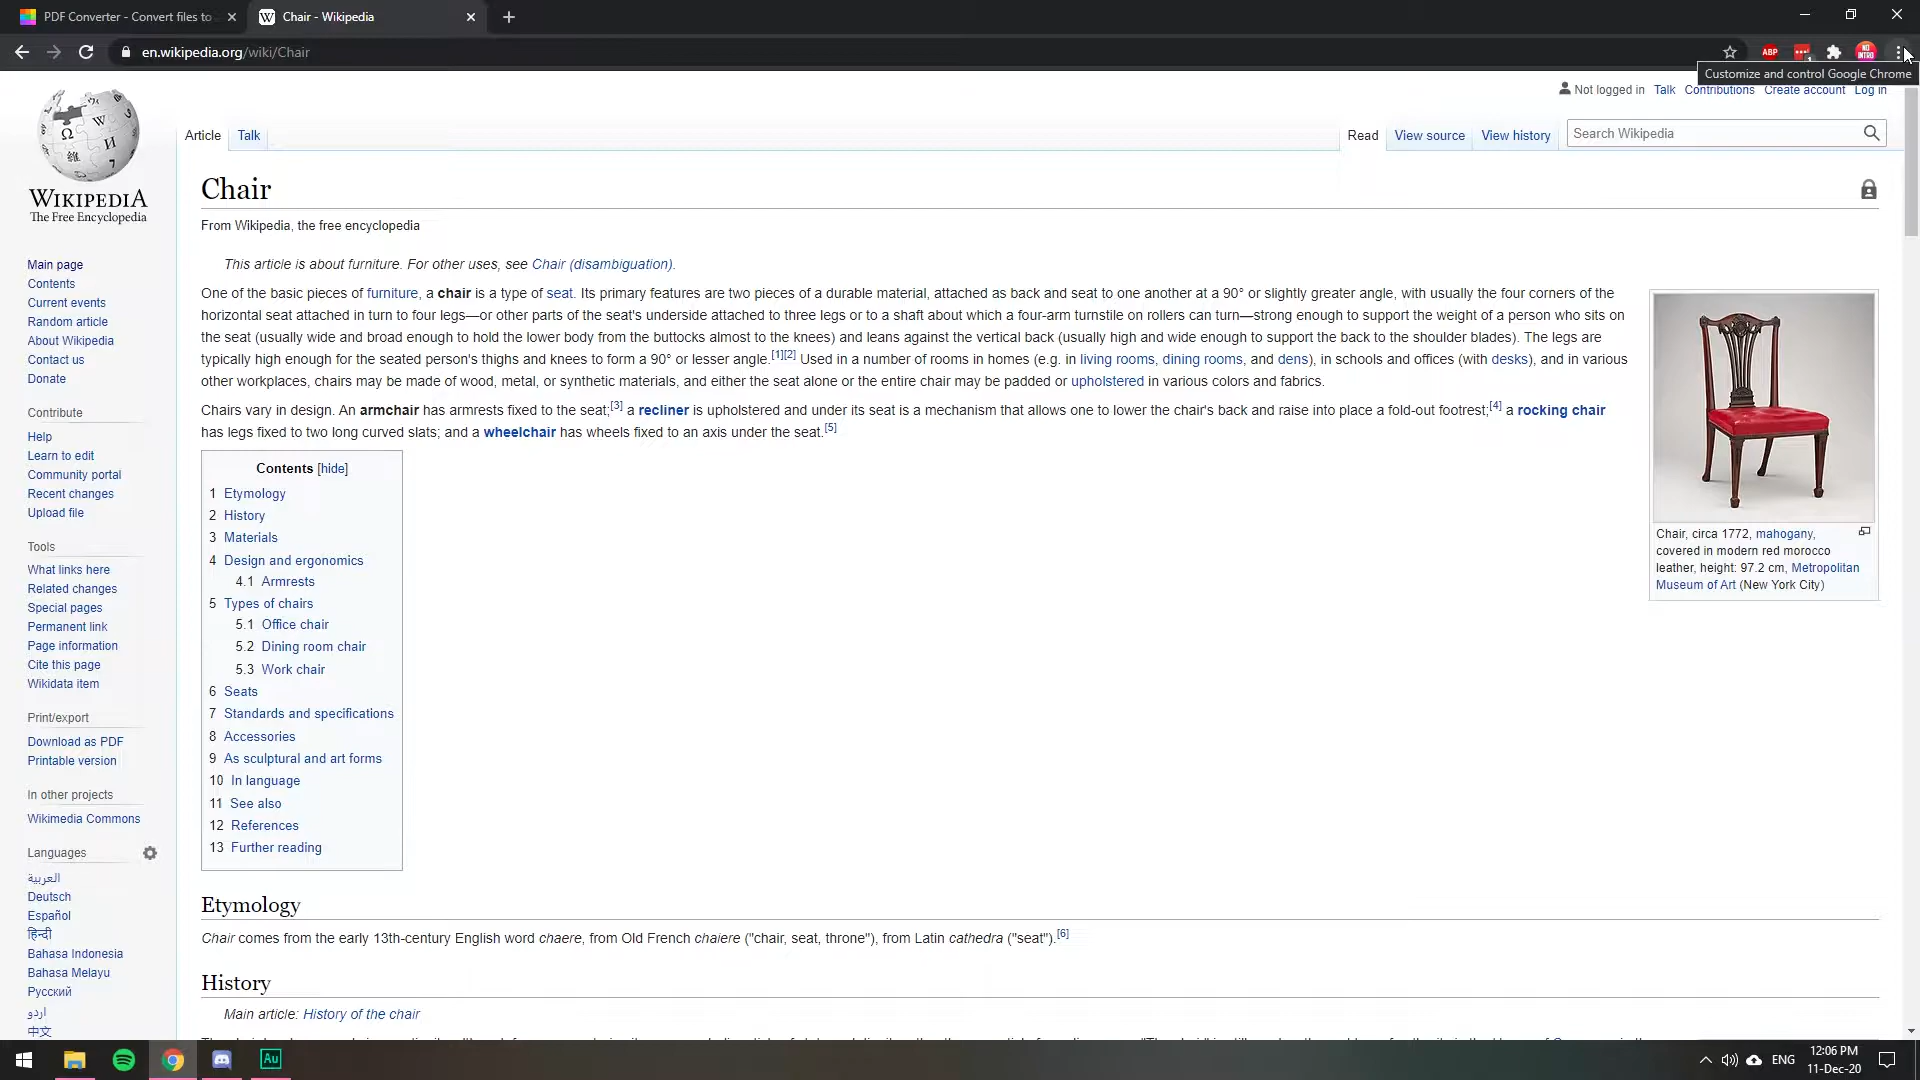 PDF Converter - Convert files to
Chair - Wikipedia
en.wikipedia.org/wiki/Chair
ABP
NO INTRO
Customize and control Google Chrome
Not logged in Talk Contributions Create account Log in
Article Talk
Read View source View history Search Wikipedia
WIKIPEDIA
The Free Encyclopedia
Main page
Contents
Current events
Random article
About Wikipedia
Contact us
Donate
Contribute
Help
Learn to edit
Community portal
Recent changes
Upload file
Tools
What links here
Related changes
Special pages
Permanent link
Page information
Cite this page
Wikidata item
Print/export
Download as PDF
Printable version
In other projects
Wikimedia Commons
Languages
العربية
Deutsch
Español
हिन्दी
Bahasa Indonesia
Bahasa Melayu
Русский
اردو
中文
Chair
From Wikipedia, the free encyclopedia
This article is about furniture. For other uses, see Chair (disambiguation).
One of the basic pieces of furniture, a chair is a type of seat. Its primary features are two pieces of a durable material, attached as back and seat to one another at a 90° or slightly greater angle, with usually the four corners of the
horizontal seat attached in turn to four legs—or other parts of the seat's underside attached to three legs or to a shaft about which a four-arm turnstile on rollers can turn—strong enough to support the weight of a person who sits on
the seat (usually wide and broad enough to hold the lower body from the buttocks almost to the knees) and leans against the vertical back (usually high and wide enough to support the back to the shoulder blades). The legs are
typically high enough for the seated person's thighs and knees to form a 90° or lesser angle.[1][2] Used in a number of rooms in homes (e.g. in living rooms, dining rooms, and dens), in schools and offices (with desks), and in various
other workplaces, chairs may be made of wood, metal, or synthetic materials, and either the seat alone or the entire chair may be padded or upholstered in various colors and fabrics.
Chairs vary in design. An armchair has armrests fixed to the seat;[3] a recliner is upholstered and under its seat is a mechanism that allows one to lower the chair's back and raise into place a fold-out footrest;[4] a rocking chair
has legs fixed to two long curved slats; and a wheelchair has wheels fixed to an axis under the seat.[5]
Chair, circa 1772, mahogany,
covered in modern red morocco
leather, height: 97.2 cm, Metropolitan
Museum of Art (New York City)
Contents [hide]
1 Etymology
2 History
3 Materials
4 Design and ergonomics
4.1 Armrests
5 Types of chairs
5.1 Office chair
5.2 Dining room chair
5.3 Work chair
6 Seats
7 Standards and specifications
8 Accessories
9 As sculptural and art forms
10 In language
11 See also
12 References
13 Further reading
Etymology
Chair comes from the early 13th-century English word chaere, from Old French chaiere ("chair, seat, throne"), from Latin cathedra ("seat").[6]
History
Main article: History of the chair
Au
ENG
12:06 PM
11-Dec-20